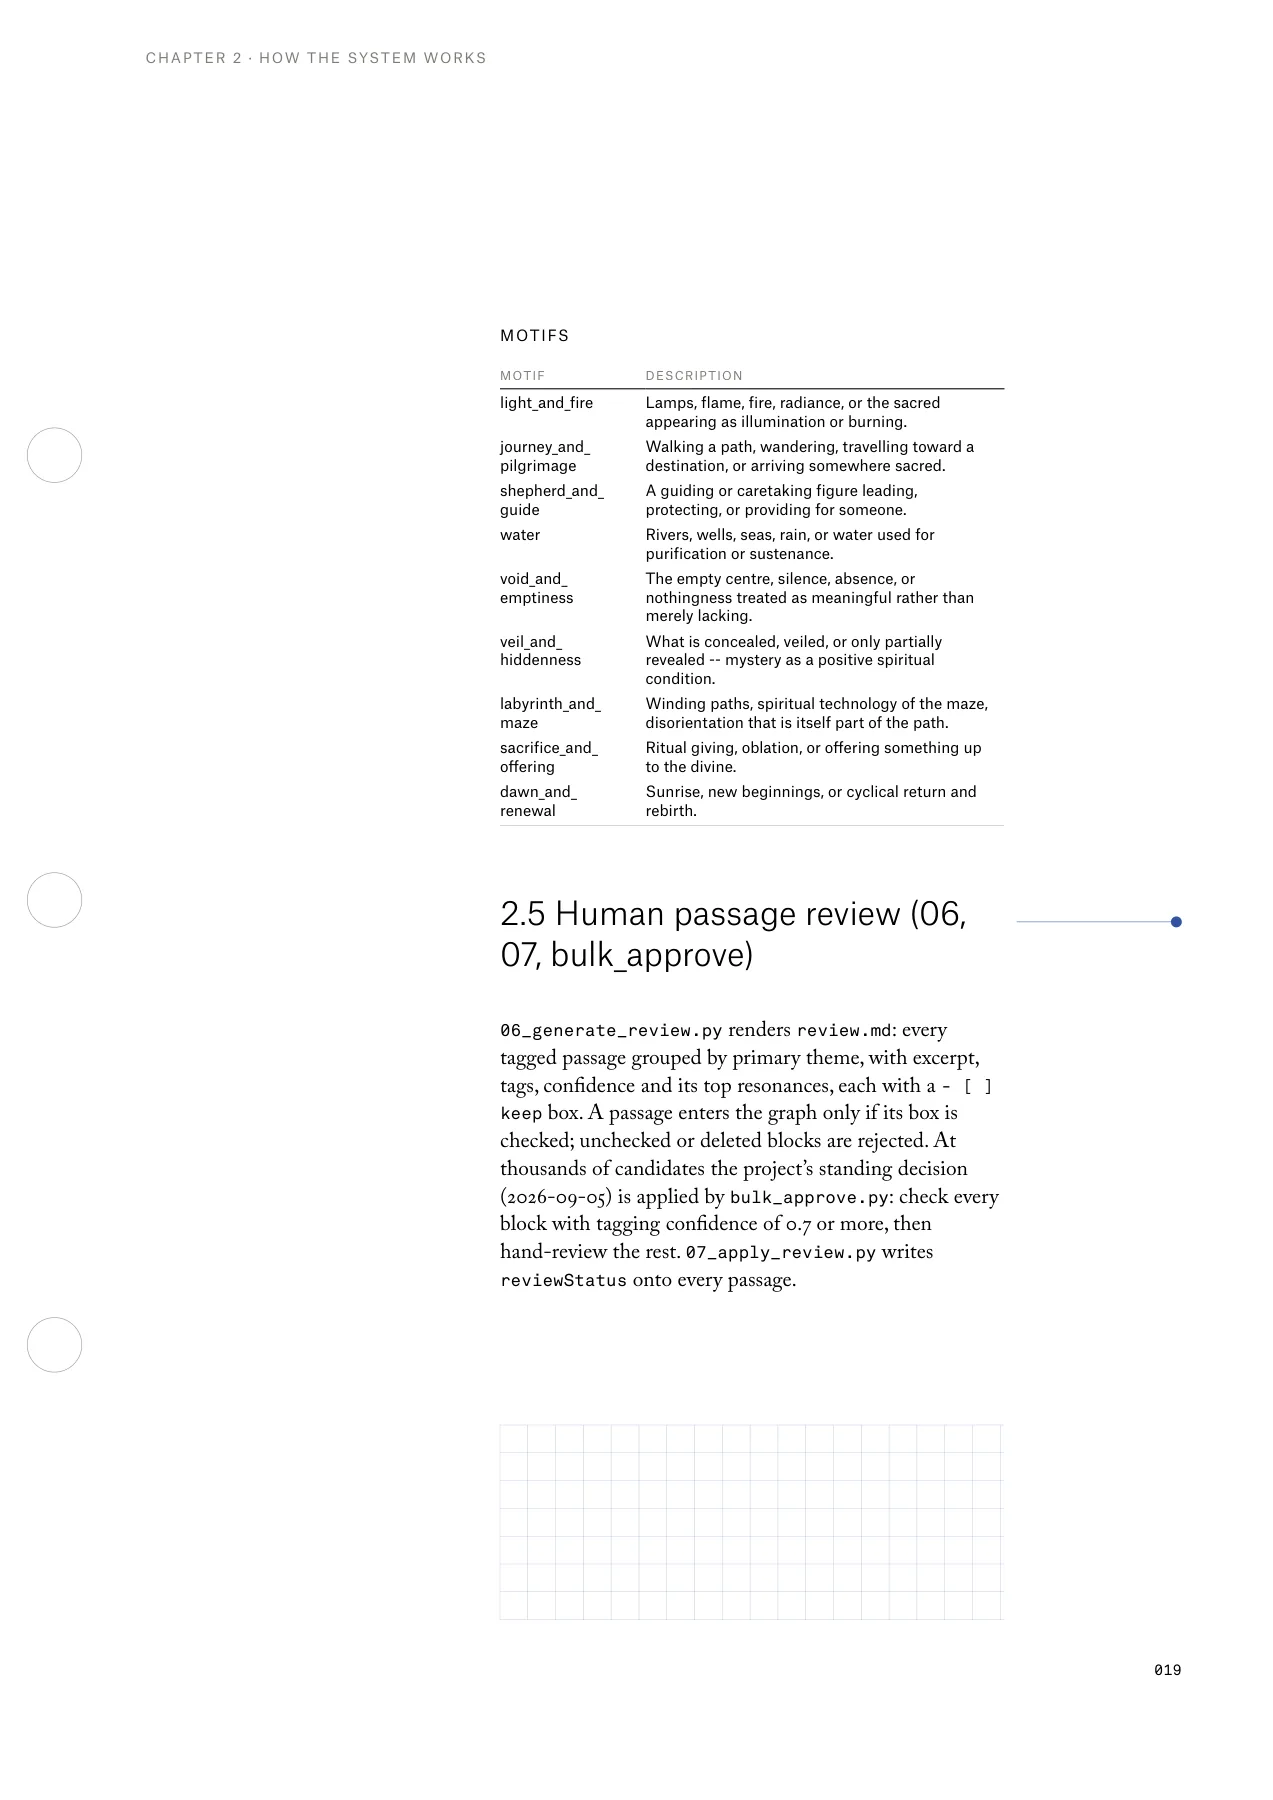 CHAPTER 2 · HOW THE SYSTEM WORKS
MOTIFS
MOTIF DESCRIPTION
light_and_fire Lamps, flame, fire, radiance, or the sacred
appearing as illumination or burning.
journey_and_ Walking a path, wandering, travelling toward a
pilgrimage destination, or arriving somewhere sacred.
shepherd_and_ A guiding or caretaking figure leading,
guide protecting, or providing for someone.
water Rivers, wells, seas, rain, or water used for
purification or sustenance.
void_and_ The empty centre, silence, absence, or
emptiness nothingness treated as meaningful rather than
merely lacking.
veil_and_ What is concealed, veiled, or only partially
hiddenness revealed -- mystery as a positive spiritual
condition.
labyrinth_and_ Winding paths, spiritual technology of the maze,
maze disorientation that is itself part of the path.
sacrifice_and_ Ritual giving, oblation, or offering something up
offering to the divine.
dawn_and_ Sunrise, new beginnings, or cyclical return and
renewal rebirth.
2.5 Human passage review (06,
07, bulk_approve)
06_generate_review.py renders review.md: every
tagged passage grouped by primary theme, with excerpt,
tags, confidence and its top resonances, each with a - [ ]
keep box. A passage enters the graph only if its box is
checked; unchecked or deleted blocks are rejected. At
thousands of candidates the project’s standing decision
(2026-09-05) is applied by bulk_approve.py: check every
block with tagging confidence of 0.7 or more, then
hand-review the rest. 07_apply_review.py writes
reviewStatus onto every passage.
019